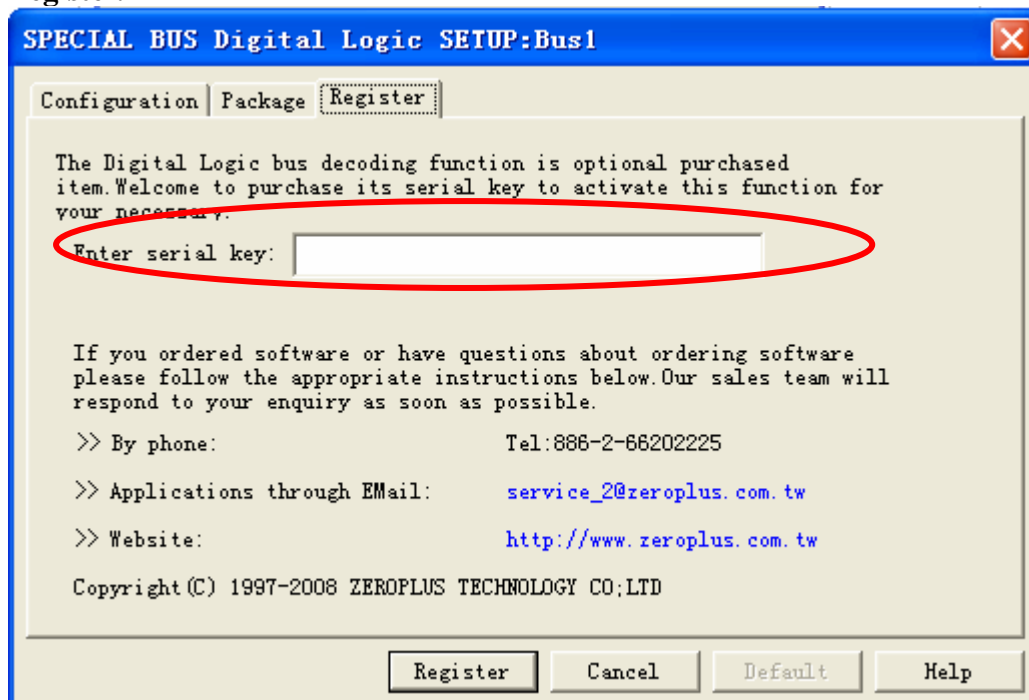 SPECIAL BUS Digital Logic SETUP:Bus1
Configuration Package Register
The Digital Logic bus decoding function is optional purchased
item.Welcome to purchase its serial key to activate this function for
your necessary.
Enter serial key:
If you ordered software or have questions about ordering software
please follow the appropriate instructions below.Our sales team will
respond to your enquiry as soon as possible.
>> By phone: Tel:886-2-66202225
>> Applications through EMail: service_2@zeroplus.com.tw
>> Website: http://www.zeroplus.com.tw
Copyright(C) 1997-2008 ZEROPLUS TECHNOLOGY CO;LTD
Register Cancel Default Help